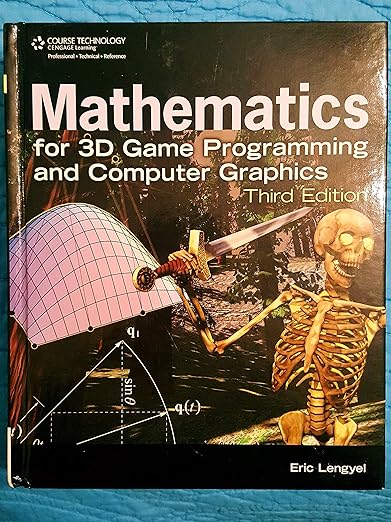 COURSE TECHNOLOGY
CENGAGE Learning
Professional • Technical • Reference
Mathematics
for 3D Game Programming
and Computer Graphics
Third Edition
q₁
sin θ
q(t)
Eric Lengyel